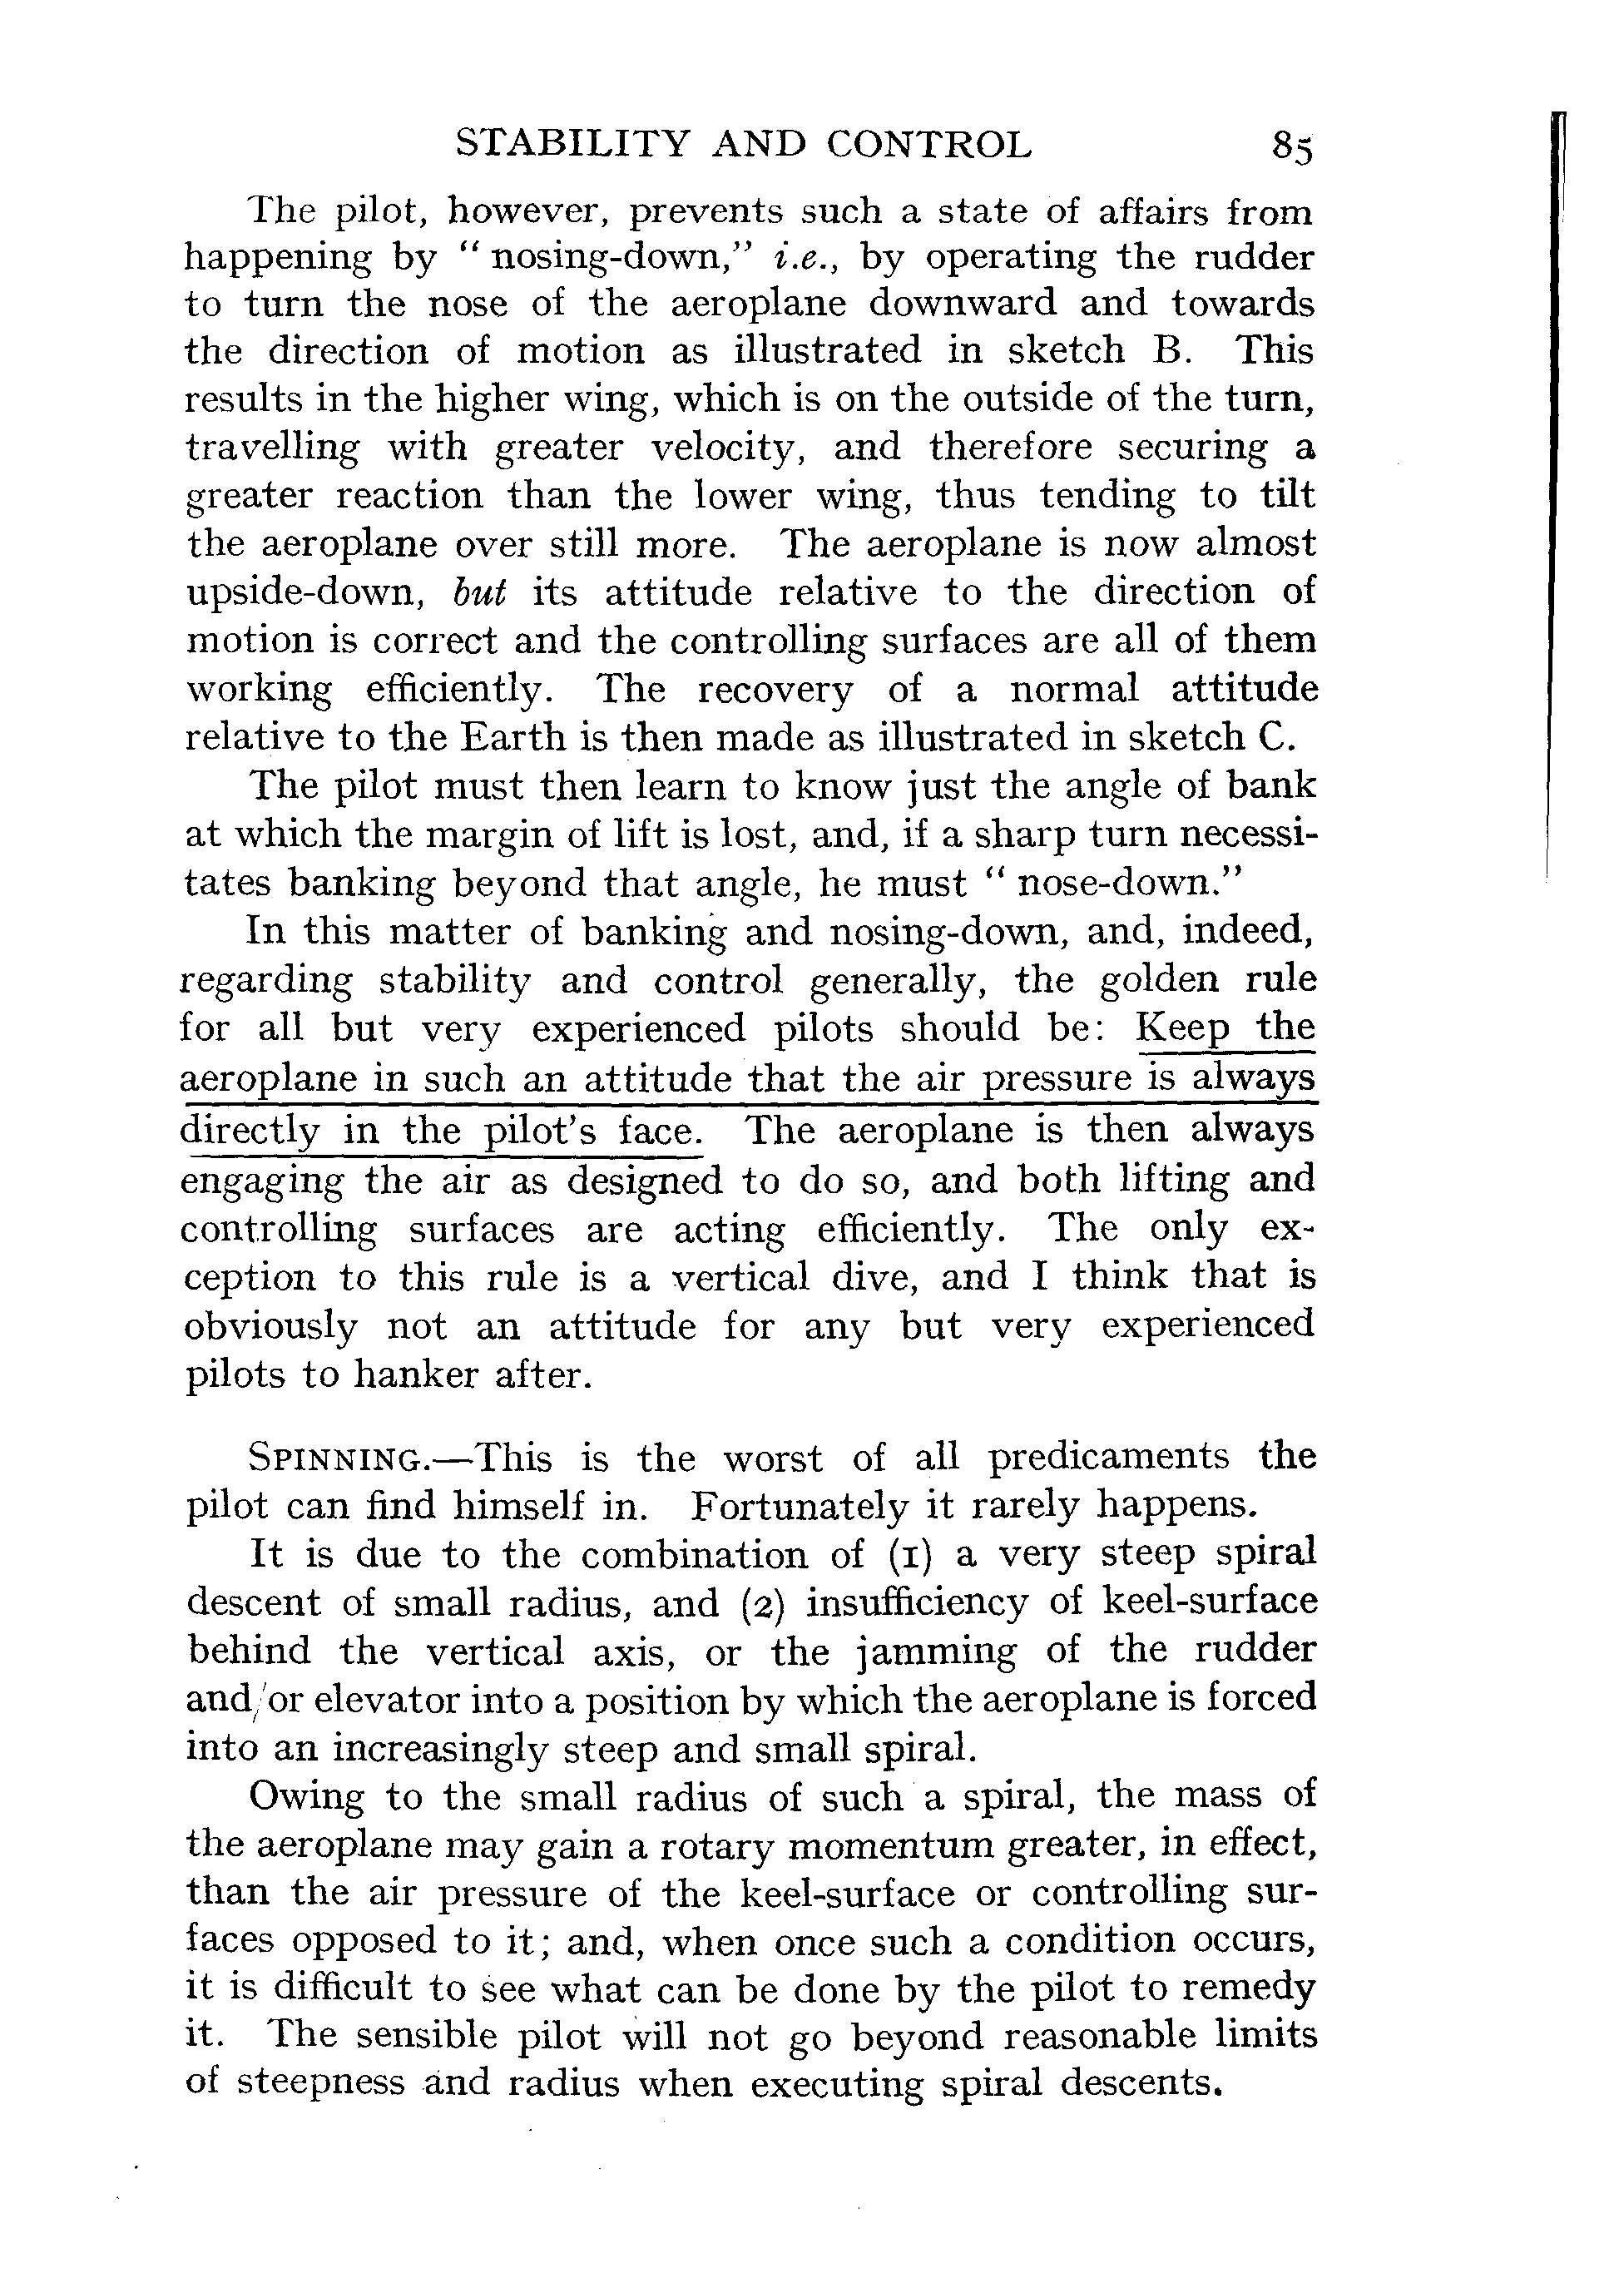 STABILITY AND CONTROL 85
The pilot, however, prevents such a state of affairs from
happening by “ nosing-down,” i.e., by operating the rudder
to turn the nose of the aeroplane downward and towards
the direction of motion as illustrated in sketch B. This
results in the higher wing, which is on the outside of the turn,
travelling with greater velocity, and therefore securing a
greater reaction than the lower wing, thus tending to tilt
the aeroplane over still more. The aeroplane is now almost
upside-down, but its attitude relative to the direction of
motion is correct and the controlling surfaces are all of them
working efficiently. The recovery of a normal attitude
relative to the Earth is then made as illustrated in sketch C.
The pilot must then learn to know just the angle of bank
at which the margin of lift is lost, and, if a sharp turn necessi-
tates banking beyond that angle, he must “ nose-down.”
In this matter of banking and nosing-down, and, indeed,
regarding stability and control generally, the golden rule
for all but very experienced pilots should be: Keep the
aeroplane in such an attitude that the air pressure is always
directly in the pilot’s face. The aeroplane is then always
engaging the air as designed to do so, and both lifting and
controlling surfaces are acting efficiently. The only ex-
ception to this rule is a vertical dive, and I think that is
obviously not an attitude for any but very experienced
pilots to hanker after.
SPINNING.—This is the worst of all predicaments the
pilot can find himself in. Fortunately it rarely happens.
It is due to the combination of (1) a very steep spiral
descent of small radius, and (2) insufficiency of keel-surface
behind the vertical axis, or the jamming of the rudder
and/or elevator into a position by which the aeroplane is forced
into an increasingly steep and small spiral.
Owing to the small radius of such a spiral, the mass of
the aeroplane may gain a rotary momentum greater, in effect,
than the air pressure of the keel-surface or controlling sur-
faces opposed to it; and, when once such a condition occurs,
it is difficult to see what can be done by the pilot to remedy
it. The sensible pilot will not go beyond reasonable limits
of steepness and radius when executing spiral descents.